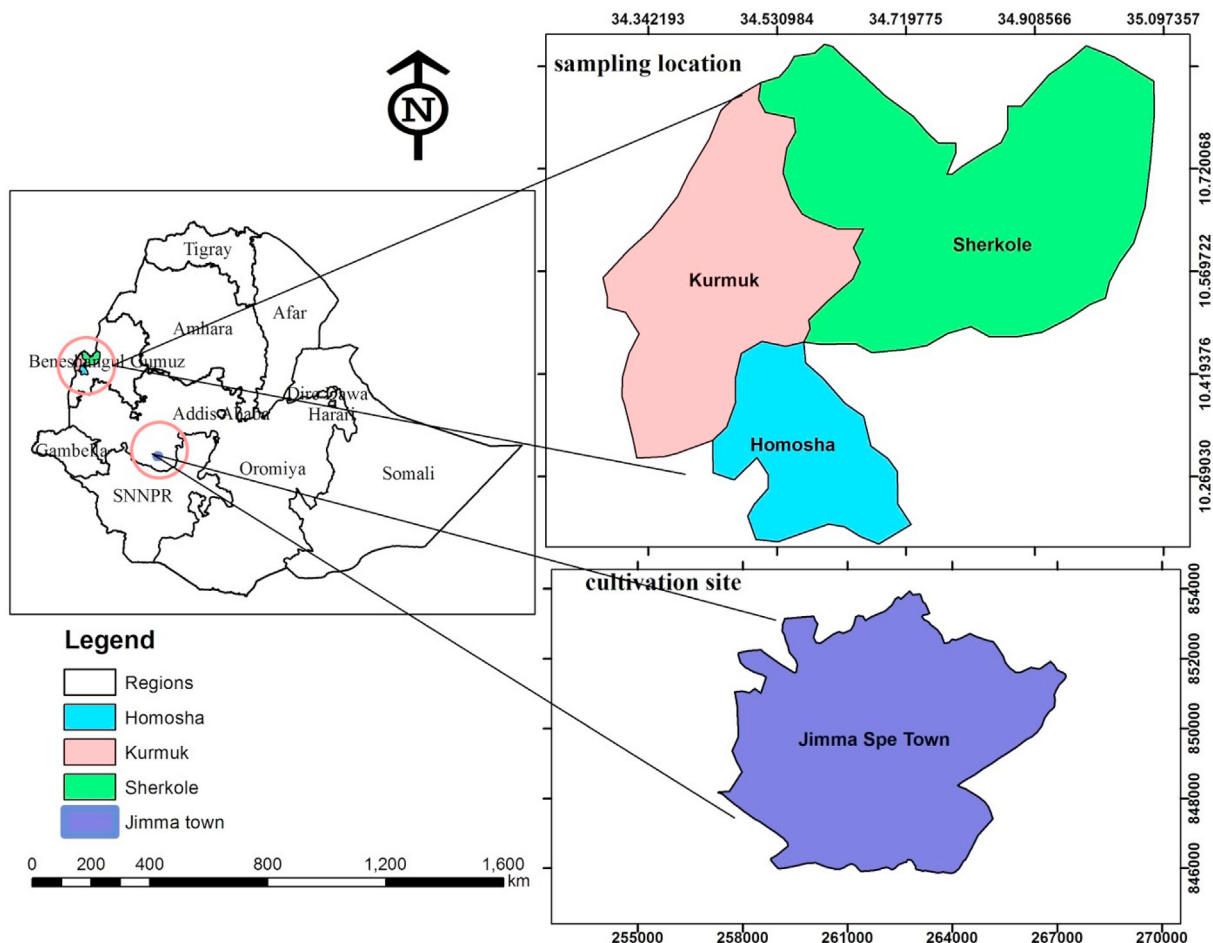 N
Tigray
Afar
Amhara
Beneshangul Gumuz
Dire Dawa
Addis Ababa
Harari
Gambella
Oromiya
Somali
SNNPR
34.342193 34.530984 34.719775 34.908566 35.097357
sampling location
Sherkole
Kurmuk
Homosha
10.720068
10.569722
10.419376
10.269030
cultivation site
Jimma Spe Town
854000
852000
850000
848000
846000
255000 258000 261000 264000 267000 270000
Legend
Regions
Homosha
Kurmuk
Sherkole
Jimma town
0 200 400 800 1,200 1,600
km